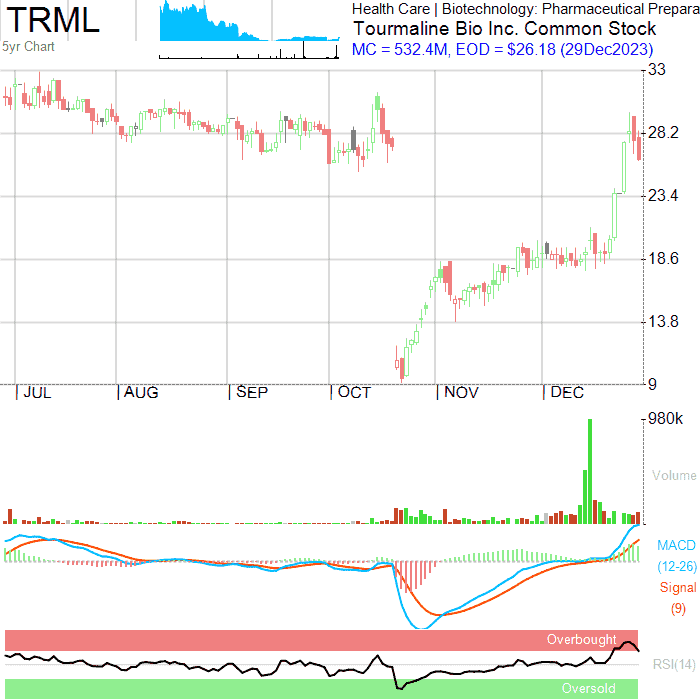 TRML
Health Care | Biotechnology: Pharmaceutical Prepara
Tourmaline Bio Inc. Common Stock
5yr Chart
MC = 532.4M, EOD = $26.18 (29Dec2023)
33
28.2
23.4
18.6
13.8
9
JUL AUG SEP OCT NOV DEC
980k
Volume
MACD
(12-26)
Signal
(9)
Overbought
RSI(14)
Oversold